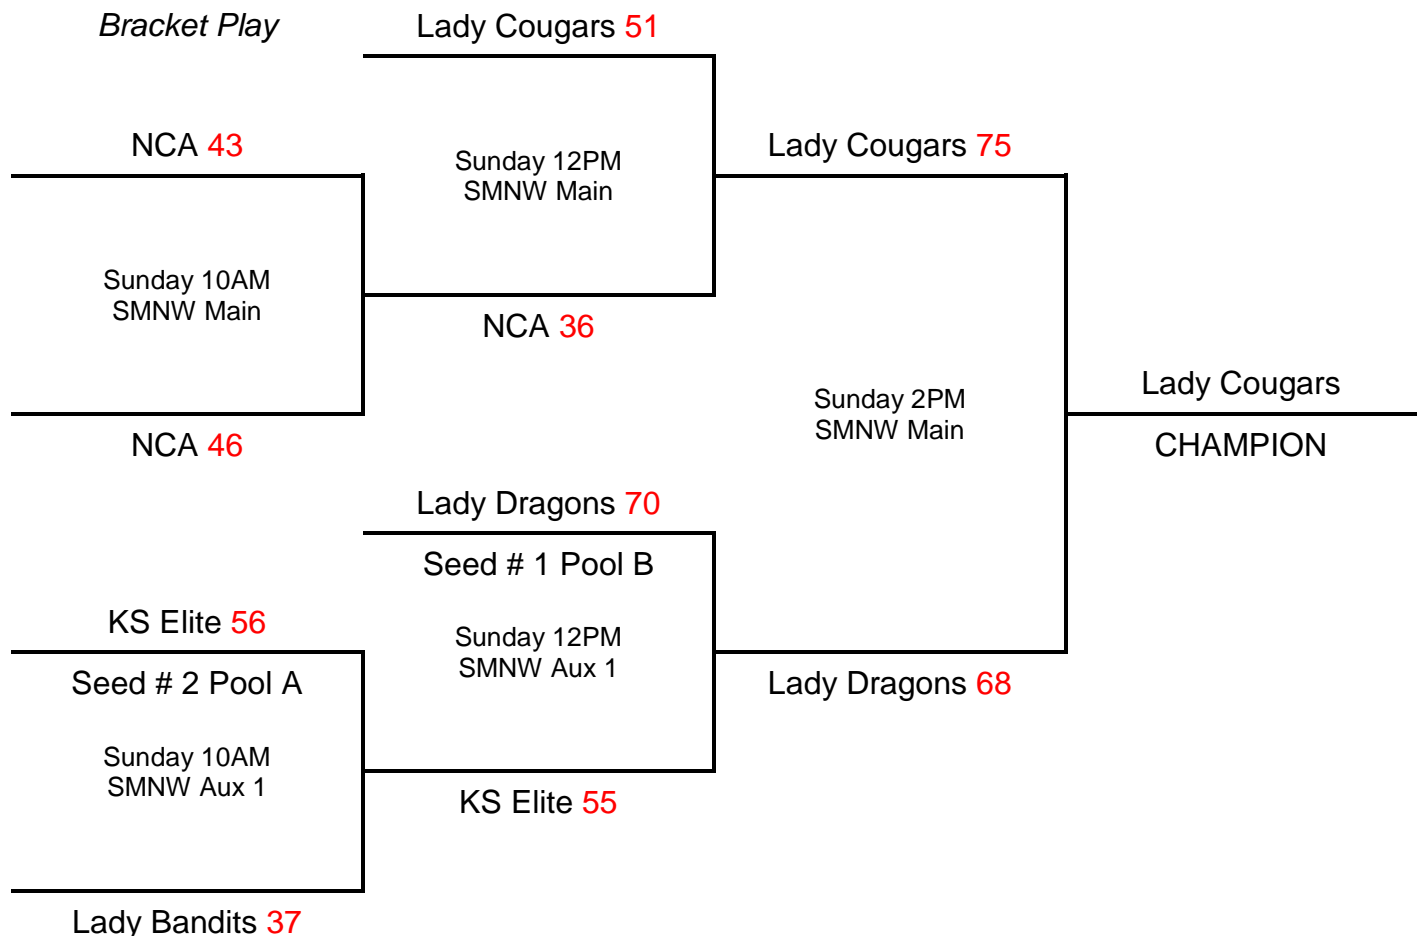 Bracket Play
Lady Cougars 51
NCA 43
Sunday 12PM
SMNW Main
Lady Cougars 75
Sunday 10AM
SMNW Main
NCA 36
Sunday 2PM
SMNW Main
Lady Cougars
CHAMPION
NCA 46
Lady Dragons 70
Seed # 1 Pool B
KS Elite 56
Sunday 12PM
SMNW Aux 1
Seed # 2 Pool A
Lady Dragons 68
Sunday 10AM
SMNW Aux 1
KS Elite 55
Lady Bandits 37